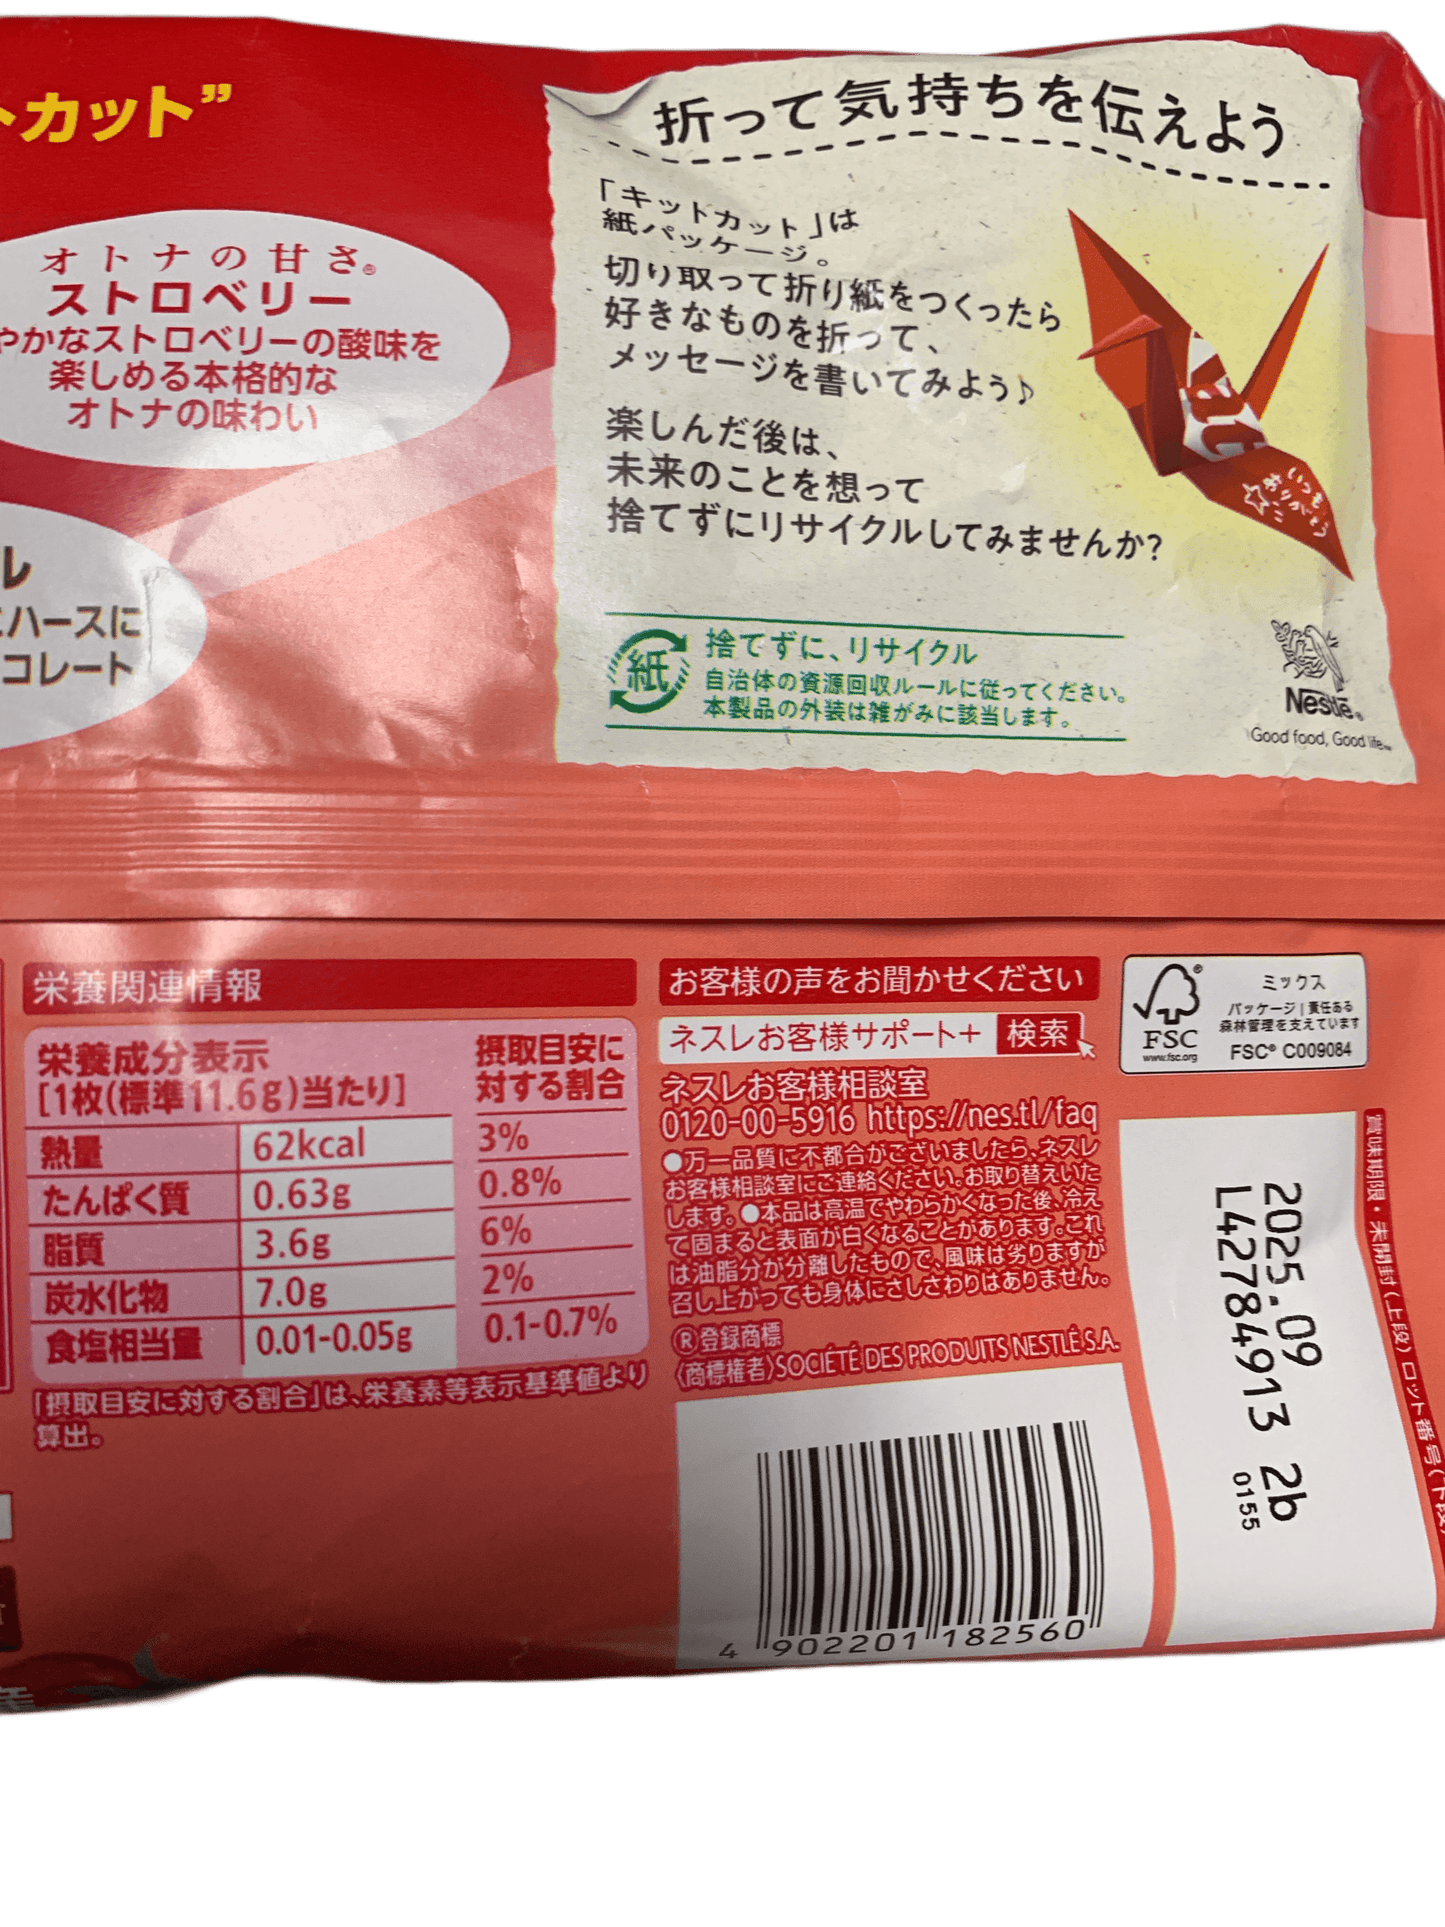 トカット”
オトナの甘さ®
ストロベリー
やかなストロベリーの酸味を
楽しめる本格的な
オトナの味わい
ル
ハースに
コレート
折って気持ちを伝えよう
「キットカット」は
紙パッケージ。
切り取って折り紙をつくったら
好きなものを折って、
メッセージを書いてみよう♪
楽しんだ後は、
未来のことを想って
捨てずにリサイクルしてみませんか?
いつも
ありがとう
紙
捨てずに、リサイクル
自治体の資源回収ルールに従ってください。
本製品の外装は雑がみに該当します。
Nestlé®
Good food, Good life™
栄養関連情報
栄養成分表示
[1枚(標準11.6g)当たり]
摂取目安に
対する割合
熱量 62kcal 3%
たんぱく質 0.63g 0.8%
脂質 3.6g 6%
炭水化物 7.0g 2%
食塩相当量 0.01-0.05g 0.1-0.7%
「摂取目安に対する割合」は、栄養素等表示基準値より
算出。
お客様の声をお聞かせください
ネスレお客様サポート+ 検索
ネスレお客様相談室
0120-00-5916 https://nes.tl/faq
●万一品質に不都合がございましたら、ネスレ
お客様相談室にご連絡ください。お取り替えいた
します。●本品は高温でやわらかくなった後、冷え
て固まると表面が白くなることがあります。これ
は油脂分が分離したもので、風味は劣りますが
召し上がっても身体にさしさわりはありません。
®登録商標
〈商標権者〉SOCIÉTÉ DES PRODUITS NESTLÉ S.A.
4 902201 182560
FSC
www.fsc.org
ミックス
パッケージ|責任ある
森林管理を支えています
FSC® C009084
賞味期限・未開封(上段)ロット番号(下段)
2025.09 2b
L42784913 0155